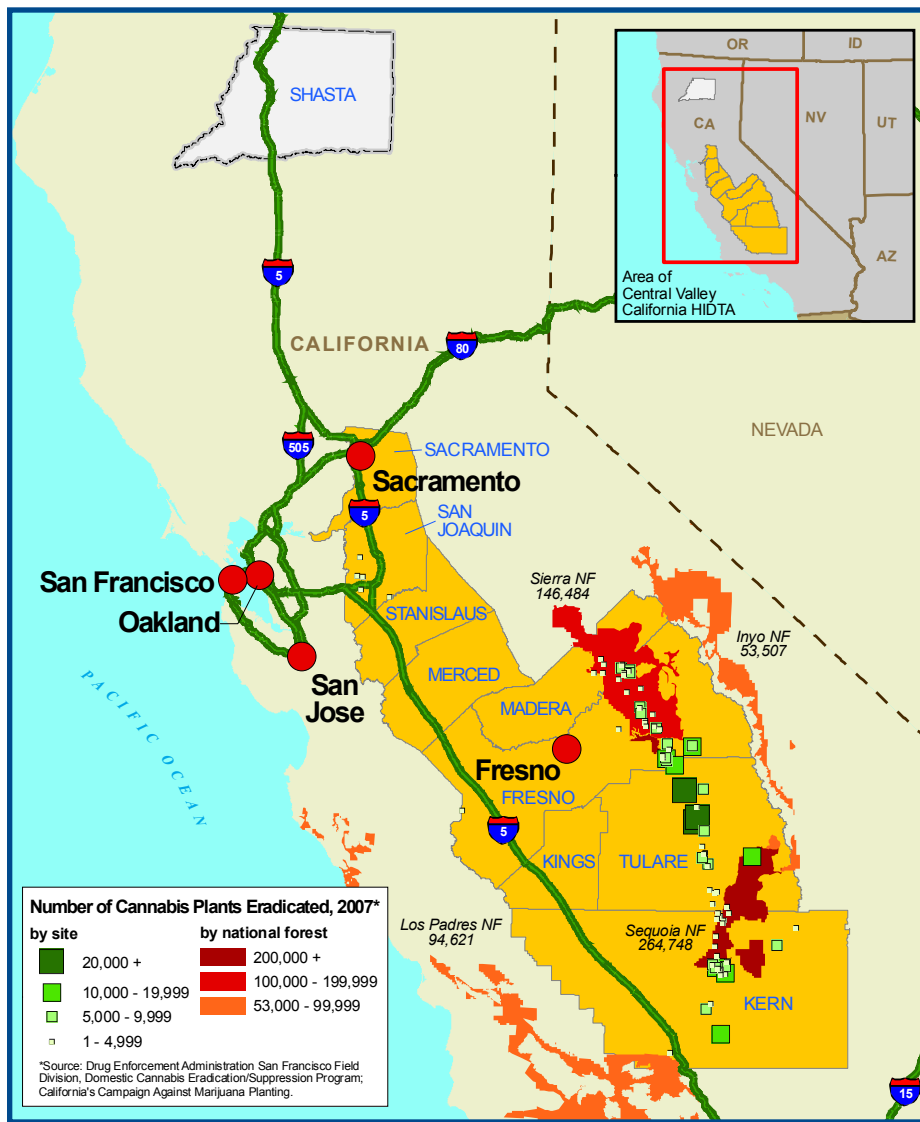 SHASTA
OR
ID
CA
NV
UT
AZ
Area of
Central Valley
California HIDTA
5
CALIFORNIA
80
NEVADA
505
SACRAMENTO
Sacramento
5
SAN
JOAQUIN
San Francisco
Oakland
STANISLAUS
Sierra NF
146,484
Inyo NF
53,507
San
Jose
MERCED
MADERA
PACIFIC OCEAN
Fresno
FRESNO
5
KINGS
TULARE
Los Padres NF
94,621
Sequoia NF
264,748
KERN
15
Number of Cannabis Plants Eradicated, 2007*
by site
by national forest
20,000 +
200,000 +
10,000 - 19,999
100,000 - 199,999
5,000 - 9,999
53,000 - 99,999
1 - 4,999
*Source: Drug Enforcement Administration San Francisco Field
Division, Domestic Cannabis Eradication/Suppression Program;
California's Campaign Against Marijuana Planting.